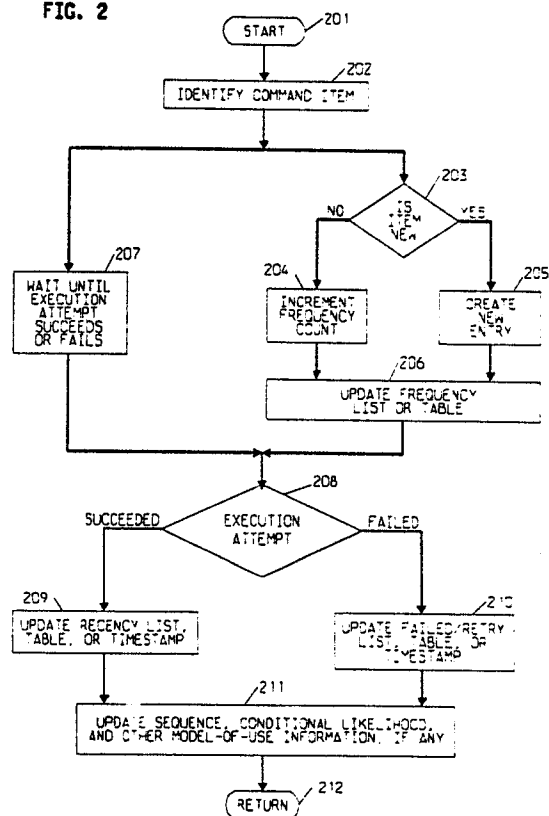 FIG. 2
201
START
202
IDENTIFY COMMAND ITEM
203
IS
ITEM
NEW
NO
YES
207
WAIT UNTIL
EXECUTION
ATTEMPT
SUCCEEDS
OR FAILS
204
INCREMENT
FREQUENCY
COUNT
205
CREATE
NEW
ENTRY
206
UPDATE FREQUENCY
LIST OR TABLE
208
EXECUTION
ATTEMPT
SUCCEEDED
FAILED
209
UPDATE RECENCY LIST,
TABLE, OR TIMESTAMP
210
UPDATE FAILED/RETRY
LIST, TABLE, OR
TIMESTAMP
211
UPDATE SEQUENCE, CONDITIONAL LIKELIHOOD,
AND OTHER MODEL-OF-USE INFORMATION, IF ANY
212
RETURN